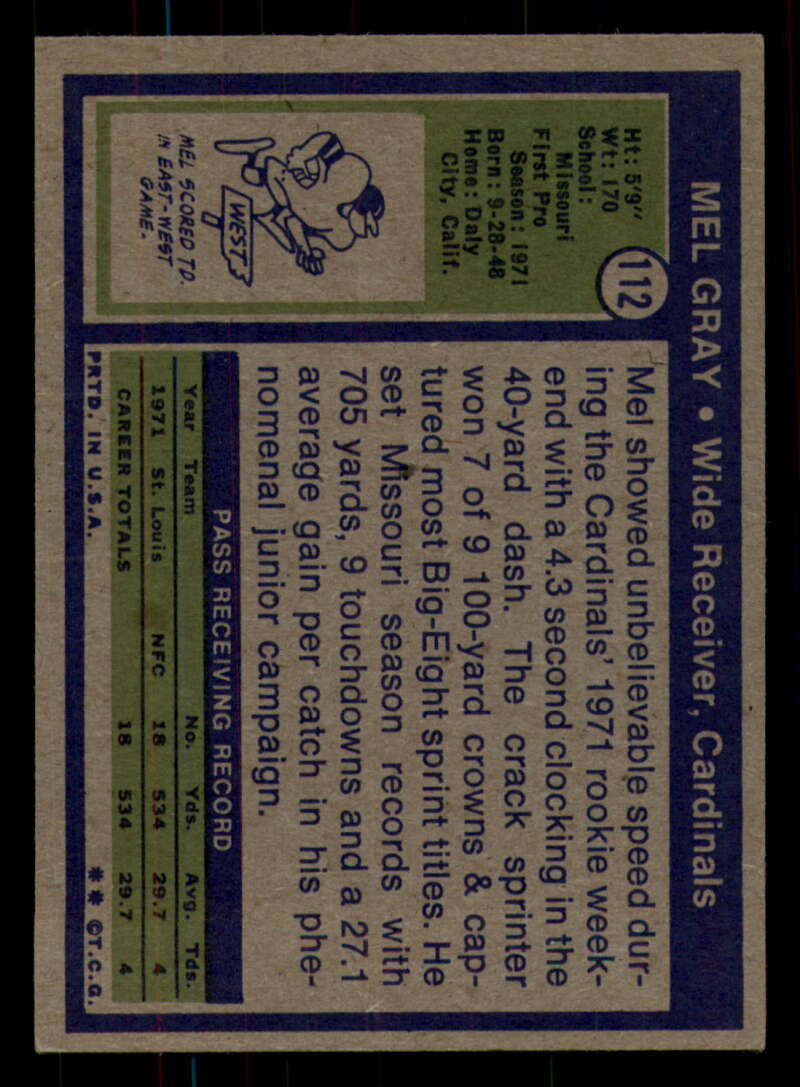 MEL GRAY • Wide Receiver, Cardinals
112
Ht: 5'9"
Wt: 170
School:
Missouri
First Pro
Season: 1971
Born: 9-28-48
Home: Daly
City, Calif.
WEST
MEL SCORED TD.
IN EAST-WEST
GAME.
Mel showed unbelievable speed dur-
ing the Cardinals' 1971 rookie week-
end with a 4.3 second clocking in the
40-yard dash. The crack sprinter
won 7 of 9 100-yard crowns & cap-
tured most Big-Eight sprint titles. He
set Missouri season records with
705 yards, 9 touchdowns and a 27.1
average gain per catch in his phe-
nomenal junior campaign.
PASS RECEIVING RECORD
Year Team No. Yds. Avg. Tds.
1971 St. Louis NFC 18 534 29.7 4
CAREER TOTALS 18 534 29.7 4
PRTD. IN U.S.A. ** ©T.C.G.